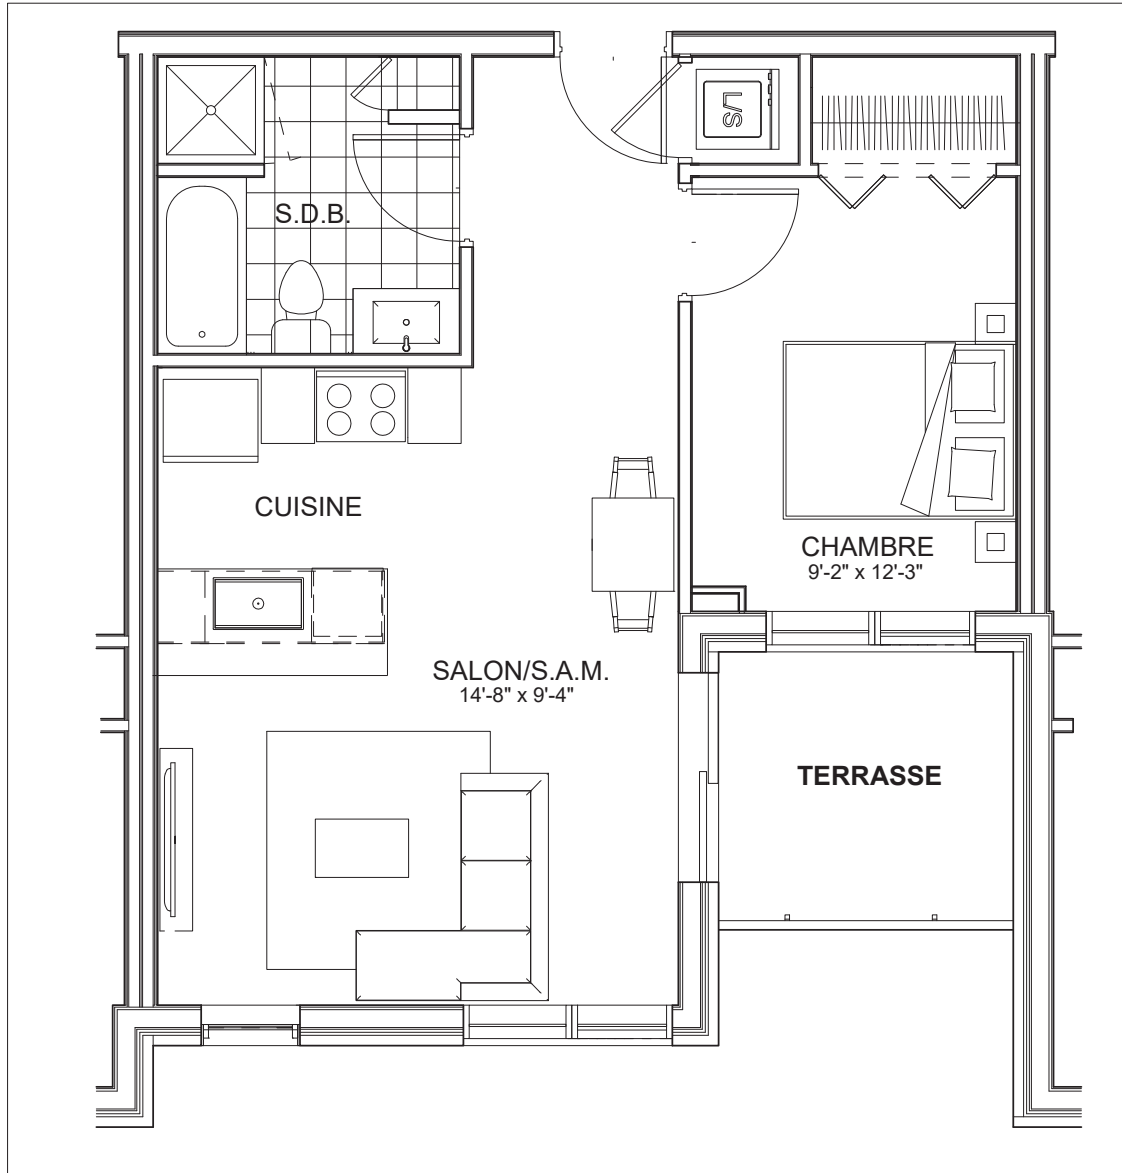 L/S
S.D.B.
CUISINE
CHAMBRE
9'-2" x 12'-3"
SALON/S.A.M.
14'-8" x 9'-4"
TERRASSE